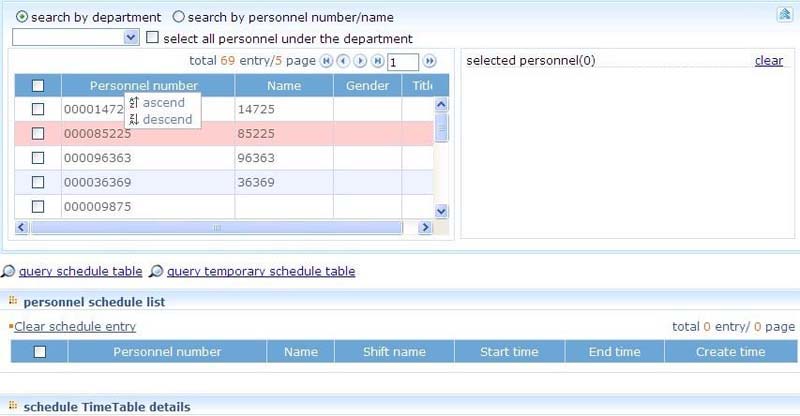 search by department search by personnel number/name
select all personnel under the department
total 69 entry/5 page 1
selected personnel(0) clear
Personnel number Name Gender Title
ascend
descend
00001472 14725
000085225 85225
000096363 96363
000036369 36369
000009875
query schedule table query temporary schedule table
personnel schedule list
Clear schedule entry total 0 entry/ 0 page
Personnel number Name Shift name Start time End time Create time
schedule TimeTable details